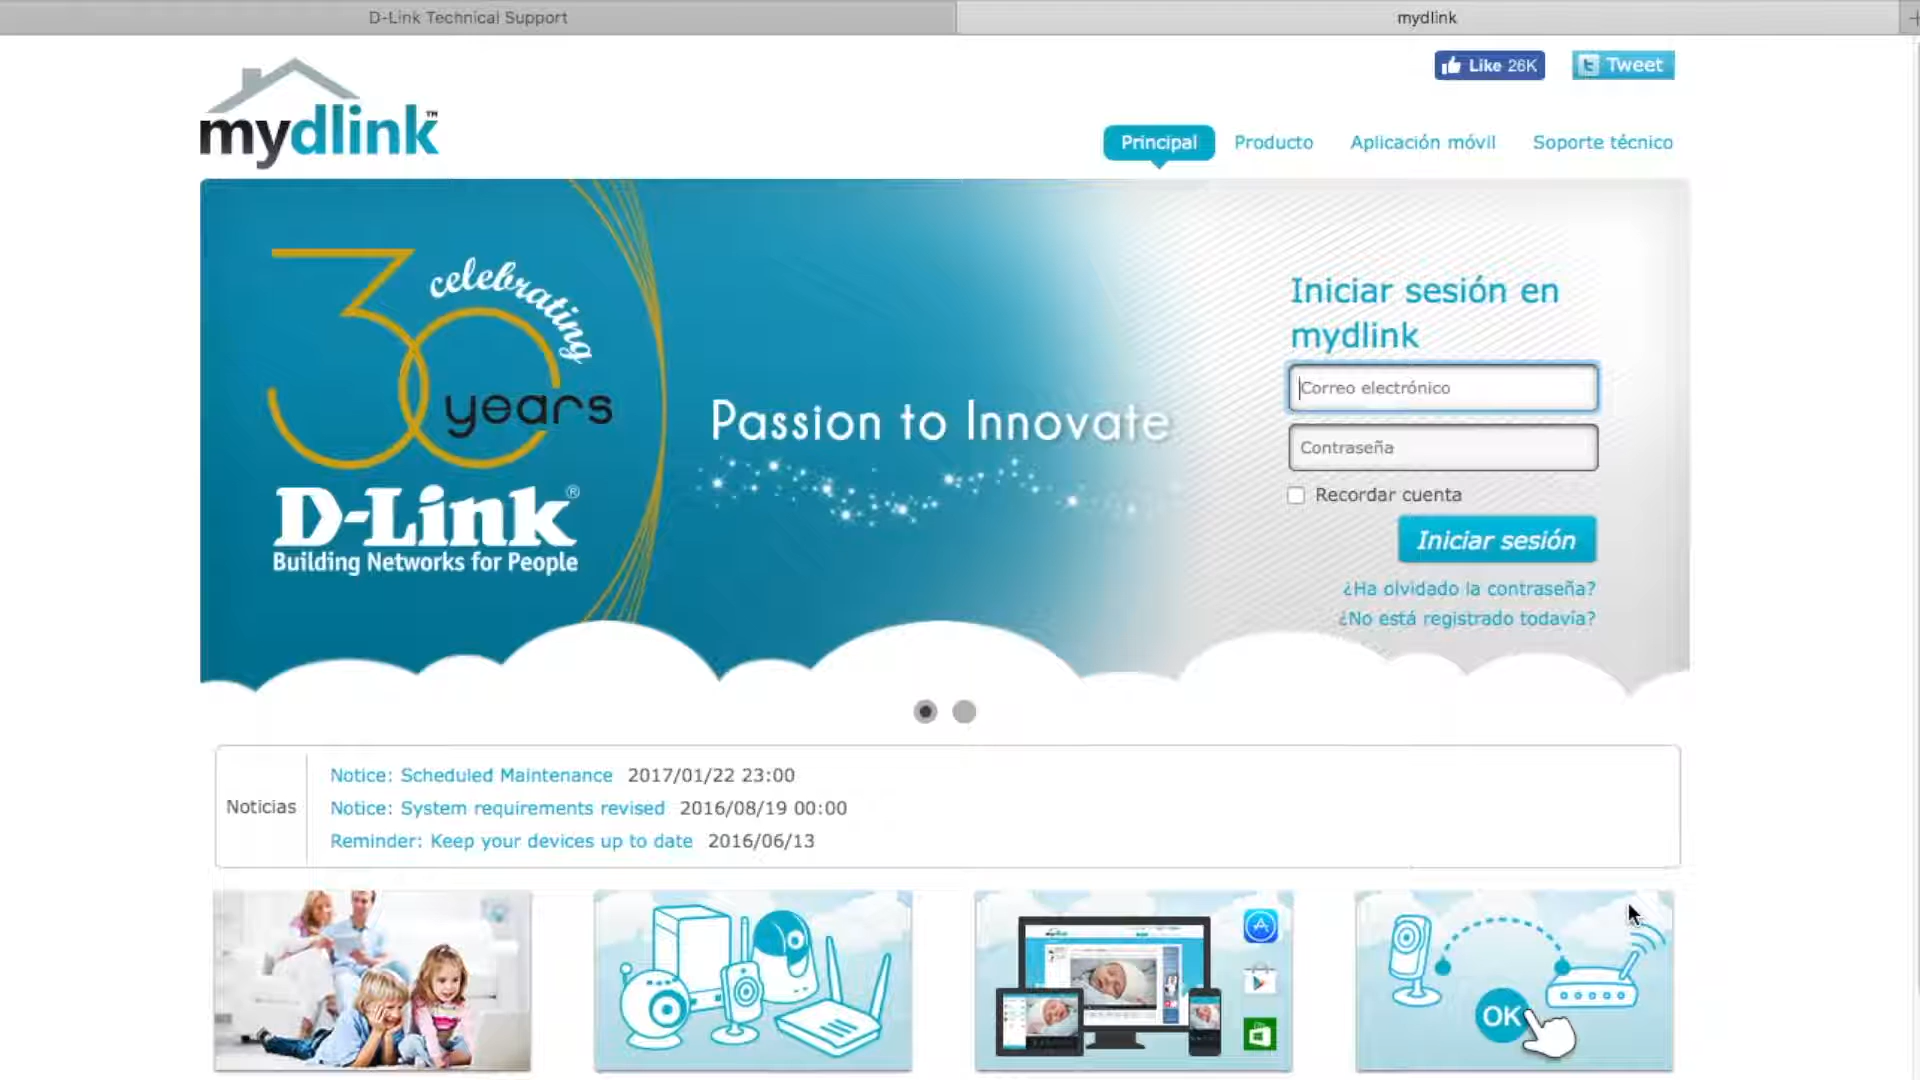 D-Link Technical Support
mydlink
Like 26K
Tweet
mydlink™
Principal
Producto
Aplicación móvil
Soporte técnico
celebrating
30 years
D-Link®
Building Networks for People
Passion to Innovate
Iniciar sesión en
mydlink
Correo electrónico
Contraseña
Recordar cuenta
Iniciar sesión
¿Ha olvidado la contraseña?
¿No está registrado todavía?
Noticias
Notice: Scheduled Maintenance 2017/01/22 23:00
Notice: System requirements revised 2016/08/19 00:00
Reminder: Keep your devices up to date 2016/06/13
OK